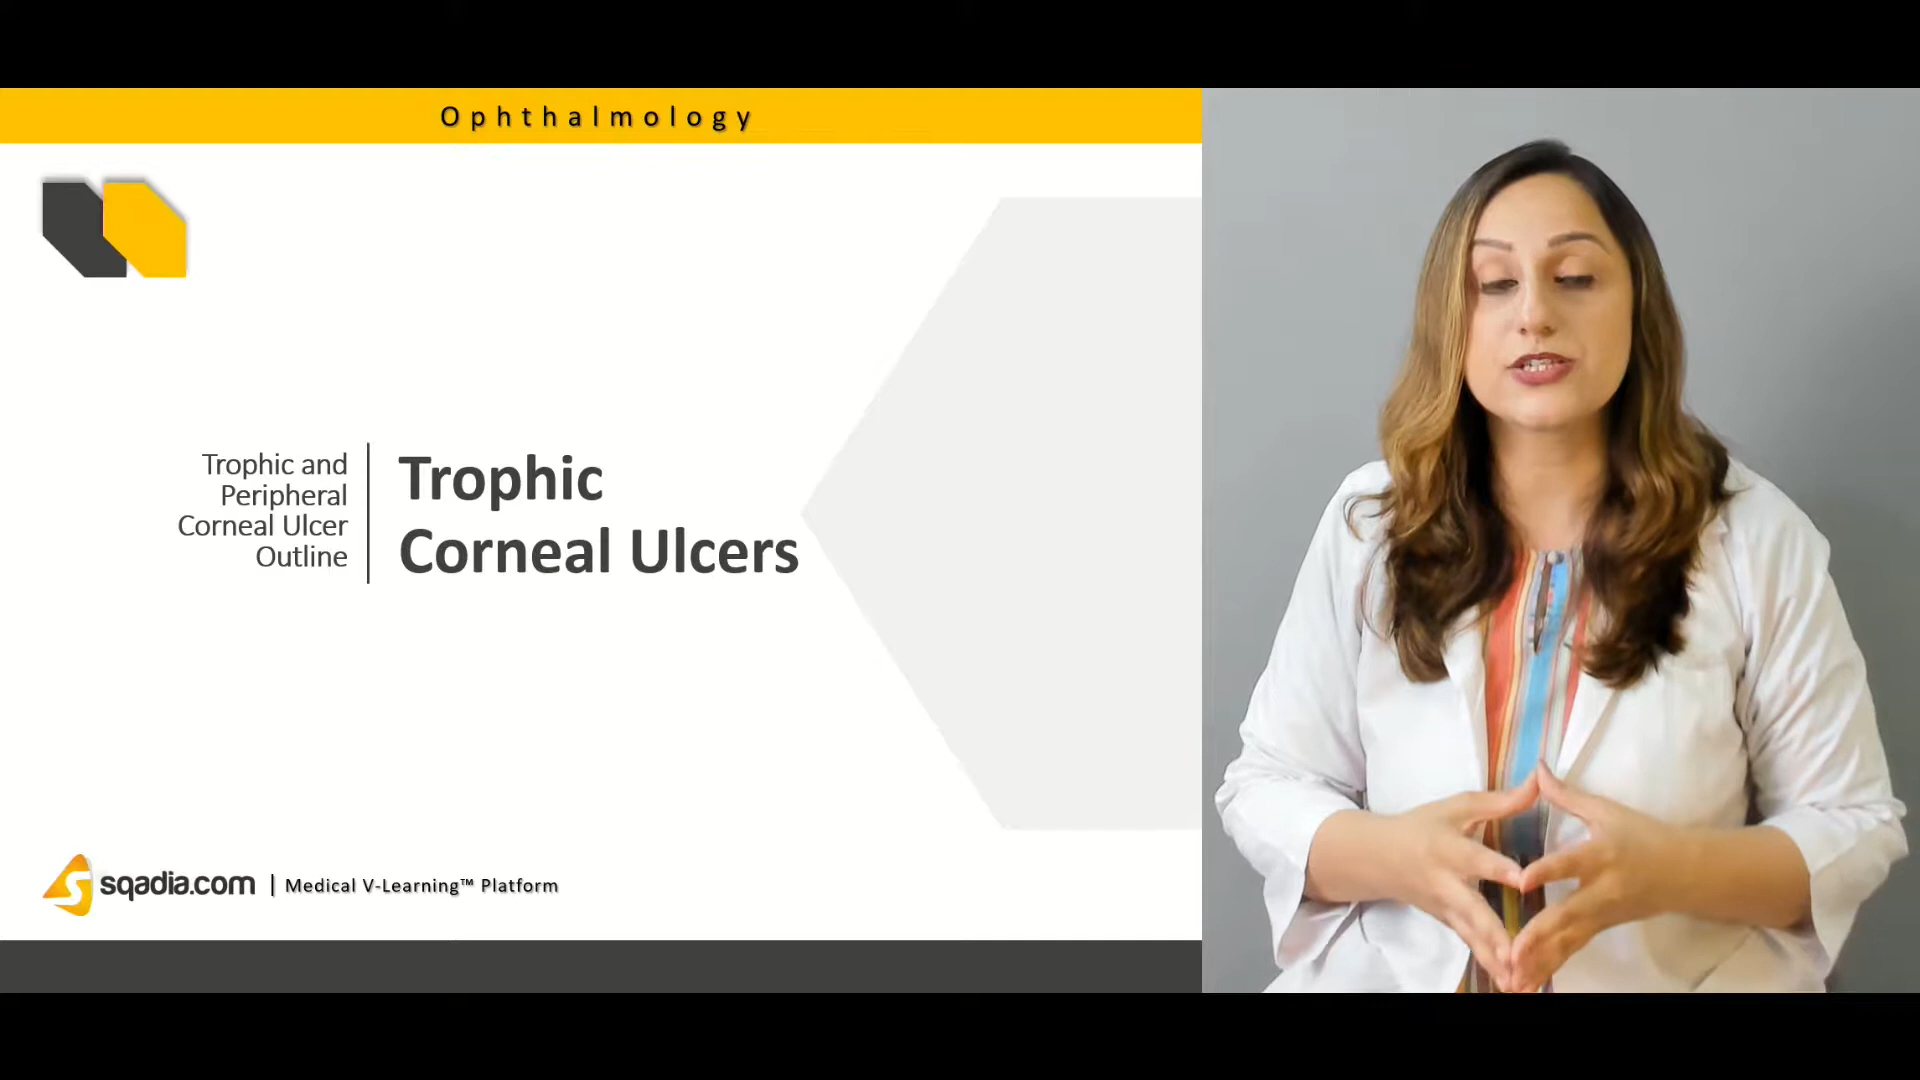 Ophthalmology
Trophic and
Peripheral
Corneal Ulcer
Outline
Trophic
Corneal Ulcers
sqadia.com | Medical V-Learning™ Platform